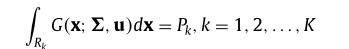 ∫_{R_k} G(𝐱; 𝚺, 𝐮)d𝐱 = P_k, k = 1, 2, . . . , K